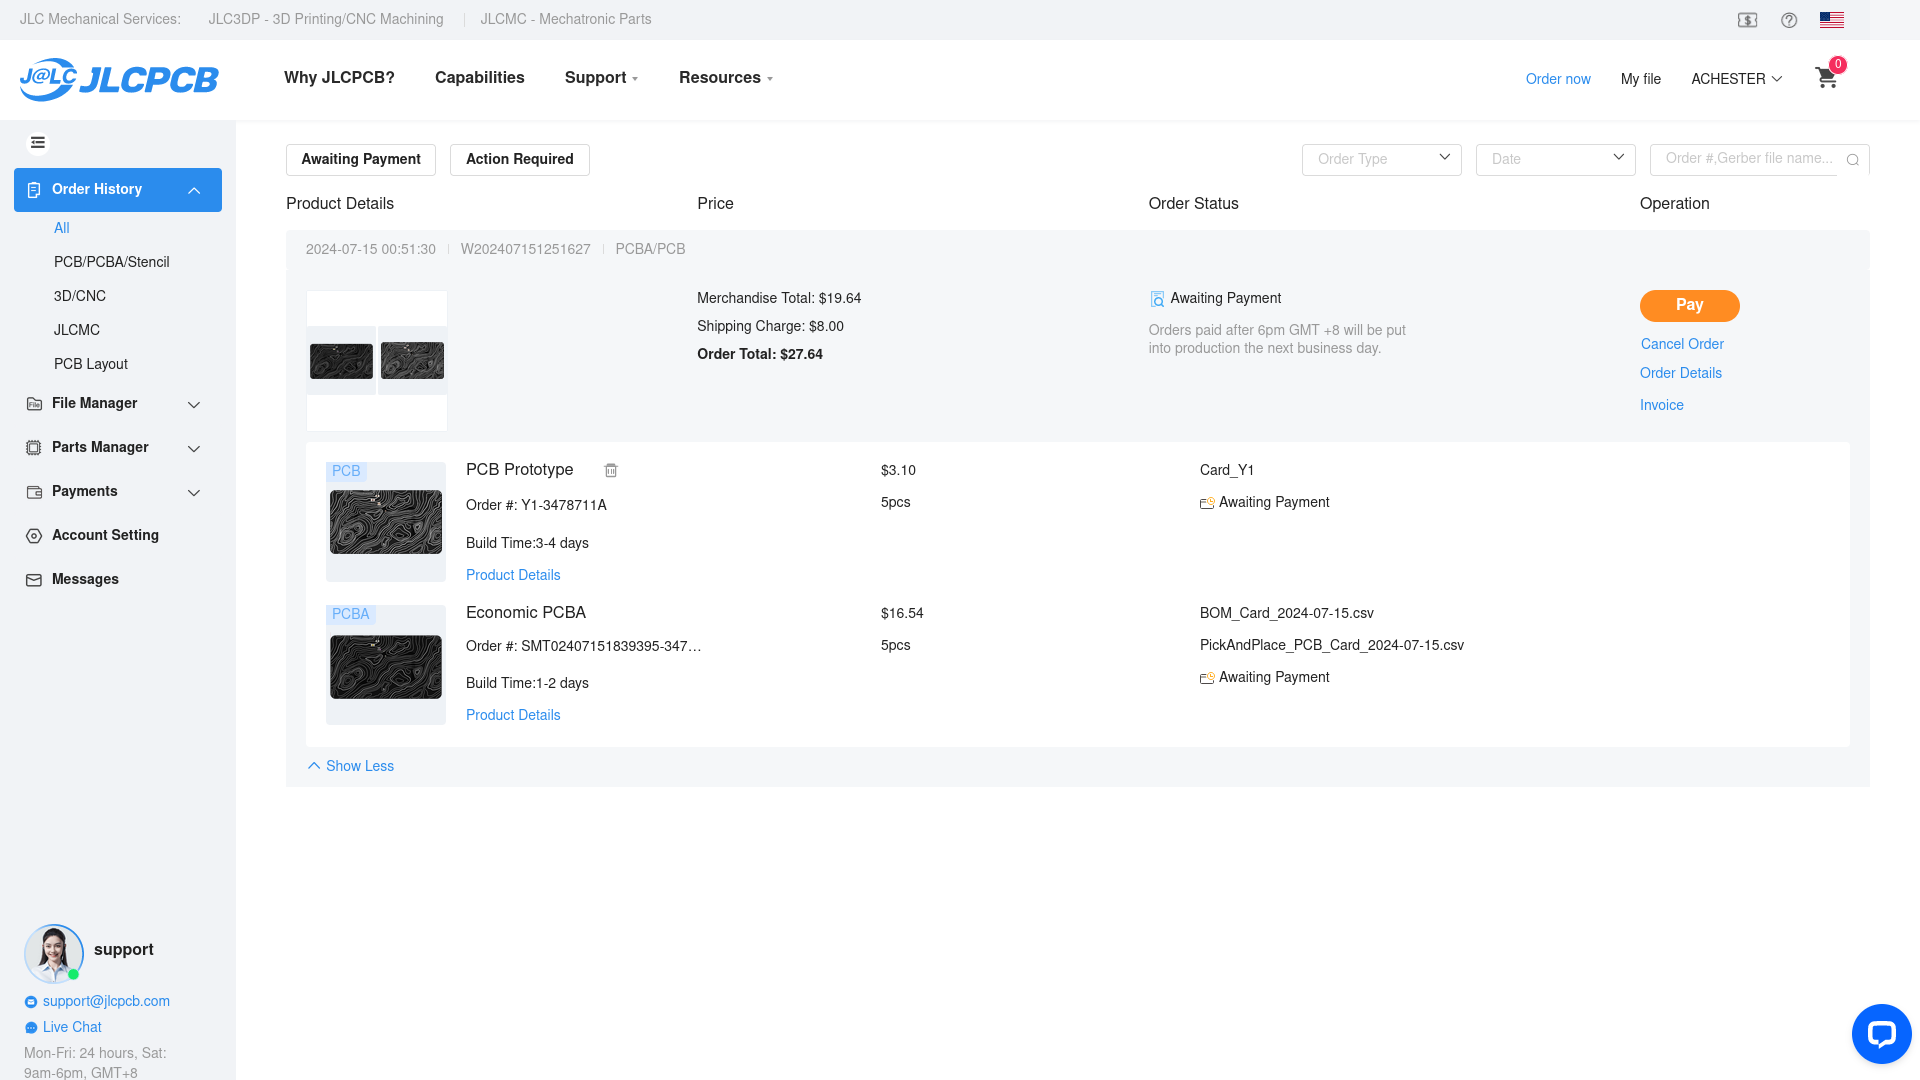 JLC Mechanical Services: JLC3DP - 3D Printing/CNC Machining JLCMC - Mechatronic Parts
J@LC JLCPCB Why JLCPCB? Capabilities Support Resources Order now My file ACHESTER 0
Order History
All
PCB/PCBA/Stencil
3D/CNC
JLCMC
PCB Layout
File Manager
Parts Manager
Payments
Account Setting
Messages
support
support@jlcpcb.com
Live Chat
Mon-Fri: 24 hours, Sat:
9am-6pm, GMT+8
Awaiting Payment Action Required Order Type Date Order #,Gerber file name...
Product Details Price Order Status Operation
2024-07-15 00:51:30 W202407151251627 PCBA/PCB
Merchandise Total: $19.64
Shipping Charge: $8.00
Order Total: $27.64
Awaiting Payment
Orders paid after 6pm GMT +8 will be put
into production the next business day.
Pay
Cancel Order
Order Details
Invoice
PCB
PCB Prototype $3.10 Card_Y1
Order #: Y1-3478711A 5pcs Awaiting Payment
Build Time:3-4 days
Product Details
PCBA
Economic PCBA $16.54 BOM_Card_2024-07-15.csv
Order #: SMT02407151839395-347... 5pcs PickAndPlace_PCB_Card_2024-07-15.csv
Build Time:1-2 days Awaiting Payment
Product Details
Show Less